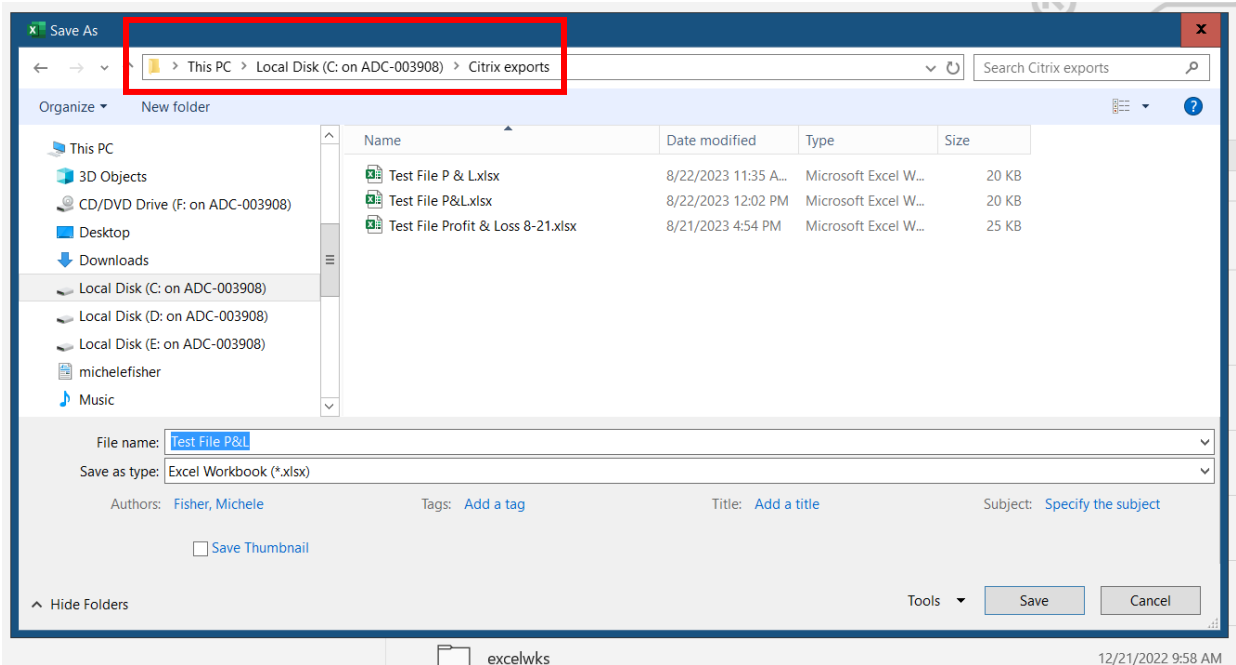 Save As
This PC > Local Disk (C: on ADC-003908) > Citrix exports
Search Citrix exports
Organize
New folder
Name Date modified Type Size
This PC
3D Objects
CD/DVD Drive (F: on ADC-003908)
Desktop
Downloads
Local Disk (C: on ADC-003908)
Local Disk (D: on ADC-003908)
Local Disk (E: on ADC-003908)
michelefisher
Music
Test File P & L.xlsx 8/22/2023 11:35 A... Microsoft Excel W... 20 KB
Test File P&L.xlsx 8/22/2023 12:02 PM Microsoft Excel W... 20 KB
Test File Profit & Loss 8-21.xlsx 8/21/2023 4:54 PM Microsoft Excel W... 25 KB
File name: Test File P&L
Save as type: Excel Workbook (*.xlsx)
Authors: Fisher, Michele Tags: Add a tag Title: Add a title Subject: Specify the subject
Save Thumbnail
Hide Folders
Tools Save Cancel
excelwks 12/21/2022 9:58 AM